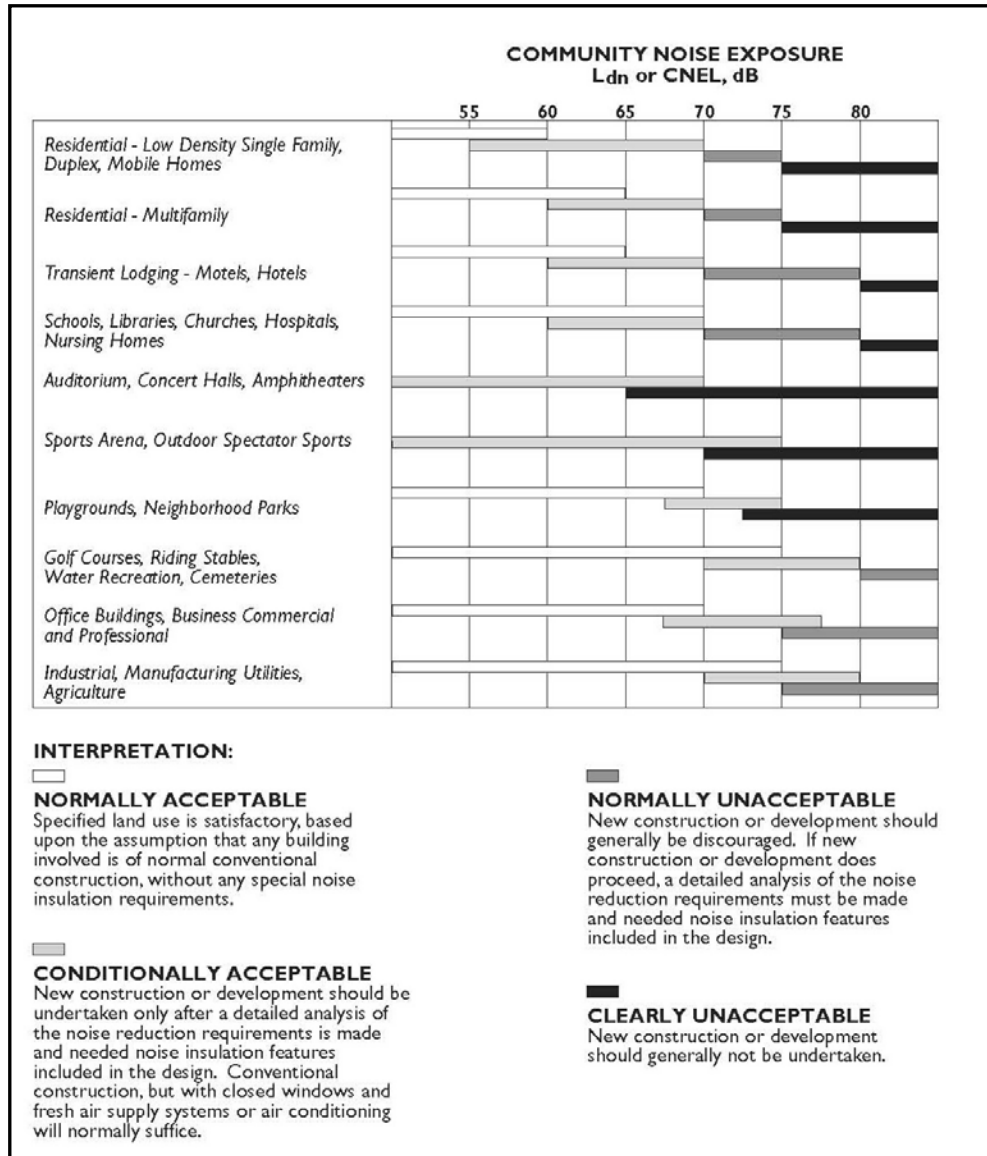 COMMUNITY NOISE EXPOSURE
Ldn or CNEL, dB
55 60 65 70 75 80
Residential - Low Density Single Family,
Duplex, Mobile Homes
Residential - Multifamily
Transient Lodging - Motels, Hotels
Schools, Libraries, Churches, Hospitals,
Nursing Homes
Auditorium, Concert Halls, Amphitheaters
Sports Arena, Outdoor Spectator Sports
Playgrounds, Neighborhood Parks
Golf Courses, Riding Stables,
Water Recreation, Cemeteries
Office Buildings, Business Commercial
and Professional
Industrial, Manufacturing Utilities,
Agriculture
INTERPRETATION:
NORMALLY ACCEPTABLE
Specified land use is satisfactory, based
upon the assumption that any building
involved is of normal conventional
construction, without any special noise
insulation requirements.
CONDITIONALLY ACCEPTABLE
New construction or development should be
undertaken only after a detailed analysis of
the noise reduction requirements is made
and needed noise insulation features
included in the design. Conventional
construction, but with closed windows and
fresh air supply systems or air conditioning
will normally suffice.
NORMALLY UNACCEPTABLE
New construction or development should
generally be discouraged. If new
construction or development does
proceed, a detailed analysis of the noise
reduction requirements must be made
and needed noise insulation features
included in the design.
CLEARLY UNACCEPTABLE
New construction or development
should generally not be undertaken.